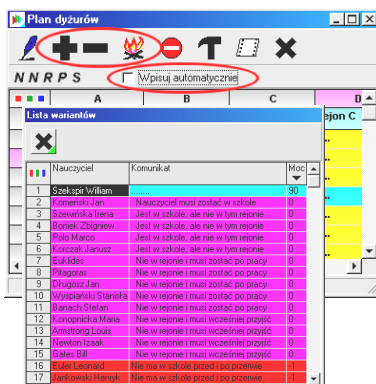 Plan dyżurów
N N R P S
Wpisuj automatycznie
A B C D
ejon C
Lista wariantów
Nauczyciel Komunikat Moc
1 Szekspir William ........ 90
2 Komeński Jan Nauczyciel musi zostać w szkole 0
3 Szewińska Irena Jest w szkole, ale nie w tym rejonie 0
4 Boniek Zbigniew Jest w szkole, ale nie w tym rejonie 0
5 Polo Marco Jest w szkole, ale nie w tym rejonie 0
6 Korczak Janusz Jest w szkole, ale nie w tym rejonie 0
7 Euklides Nie w rejonie i musi zostać po pracy 0
8 Pitagoras Nie w rejonie i musi zostać po pracy 0
9 Długosz Jan Nie w rejonie i musi zostać po pracy 0
10 Wyspiański Stanisła Nie w rejonie i musi zostać po pracy 0
11 Banach Stefan Nie w rejonie i musi zostać po pracy 0
12 Konopnicka Maria Nie w rejonie i musi wcześniej przyjść 0
13 Armstrong Louis Nie w rejonie i musi wcześniej przyjść 0
14 Newton Izaak Nie w rejonie i musi wcześniej przyjść 0
15 Gates Bill Nie w rejonie i musi wcześniej przyjść 0
16 Euler Leonard Nie ma w szkole przed i po przerwie -1
17 Jankowski Henryk Nie ma w szkole przed i po przerwie -1